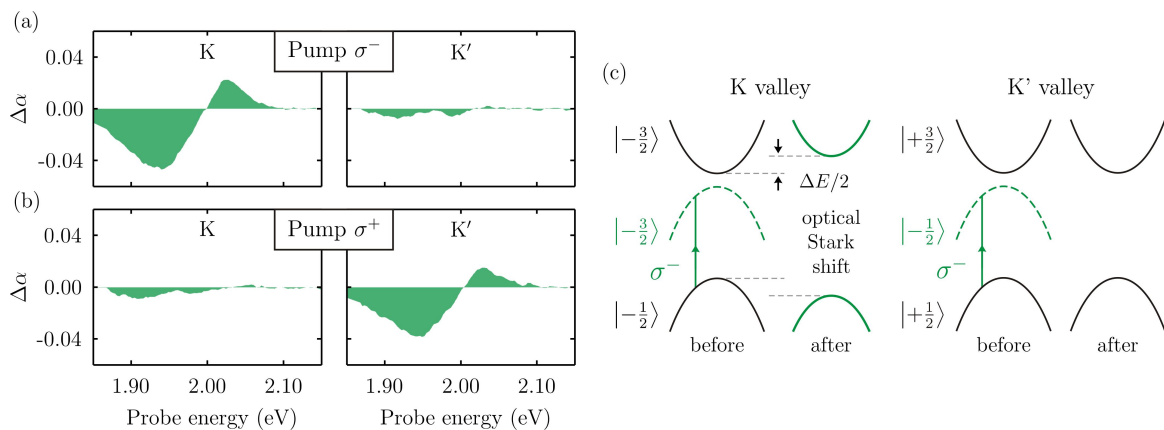 (a)
K
Pump σ−
K′
0.04
0.00
-0.04
Δα
(b)
K
Pump σ+
K′
0.04
0.00
-0.04
Δα
1.90 2.00 2.10
1.90 2.00 2.10
Probe energy (eV)
Probe energy (eV)
(c)
K valley
K' valley
|−3/2⟩
|+3/2⟩
ΔE/2
|−3/2⟩
optical
Stark
shift
|−1/2⟩
σ−
σ−
|−1/2⟩
|+1/2⟩
before
after
before
after